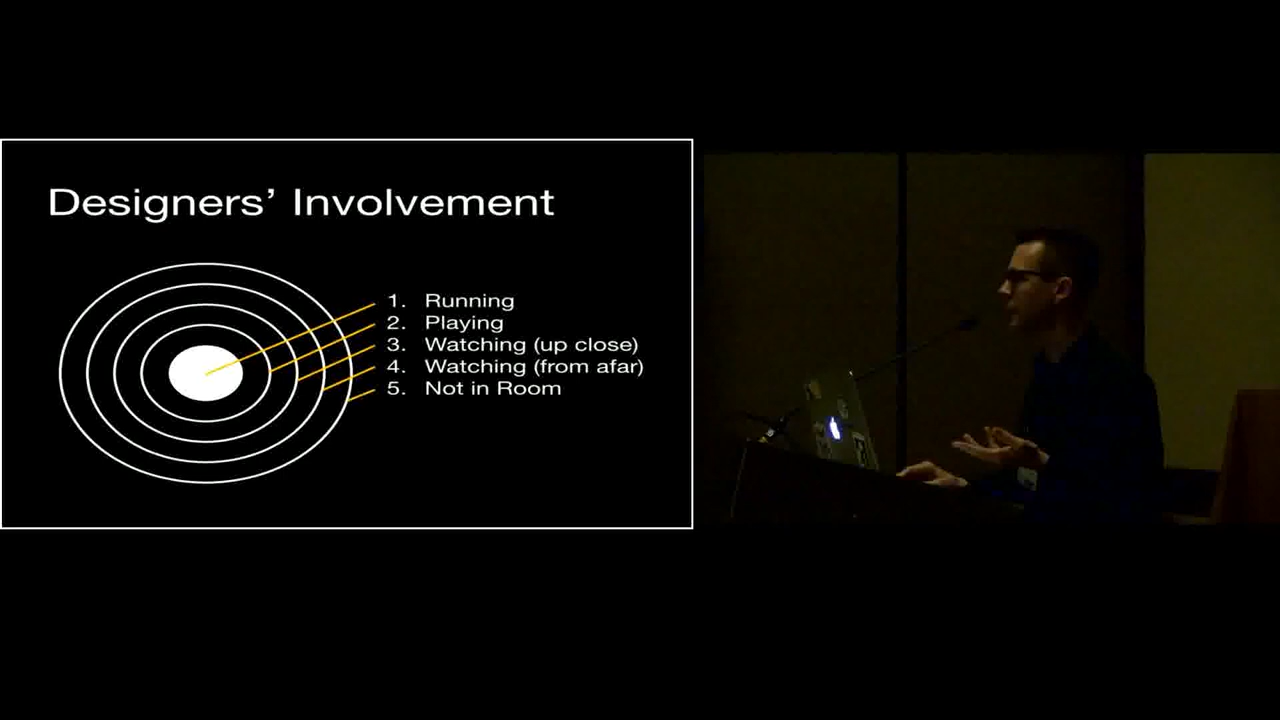 Designers’ Involvement
1. Running
2. Playing
3. Watching (up close)
4. Watching (from afar)
5. Not in Room